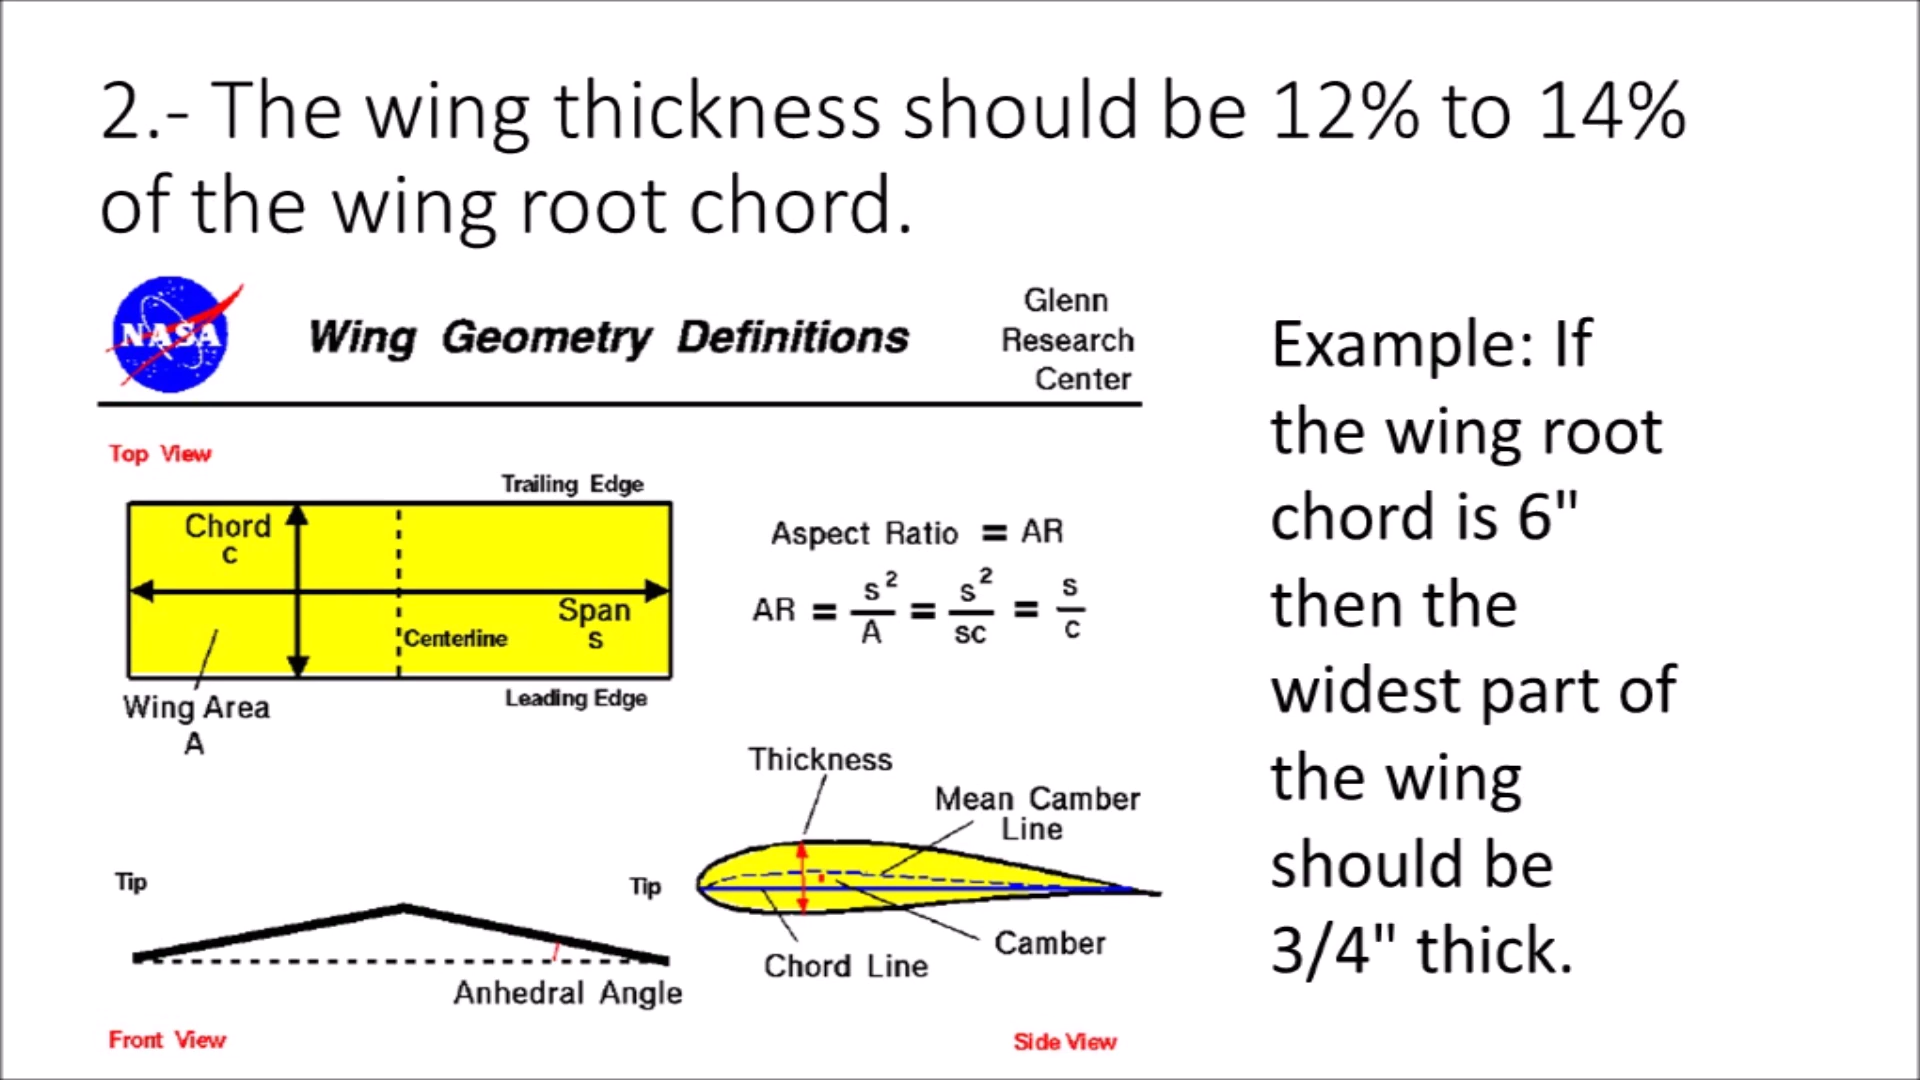 2.- The wing thickness should be 12% to 14%
of the wing root chord.
NASA
Wing Geometry Definitions
Glenn
Research
Center
Top View
Trailing Edge
Chord
c
Span
s
Centerline
Leading Edge
Wing Area
A
Aspect Ratio = AR
AR = s² / A = s² / sc = s / c
Thickness
Mean Camber
Line
Camber
Chord Line
Side View
Tip
Tip
Anhedral Angle
Front View
Example: If
the wing root
chord is 6"
then the
widest part of
the wing
should be
3/4" thick.